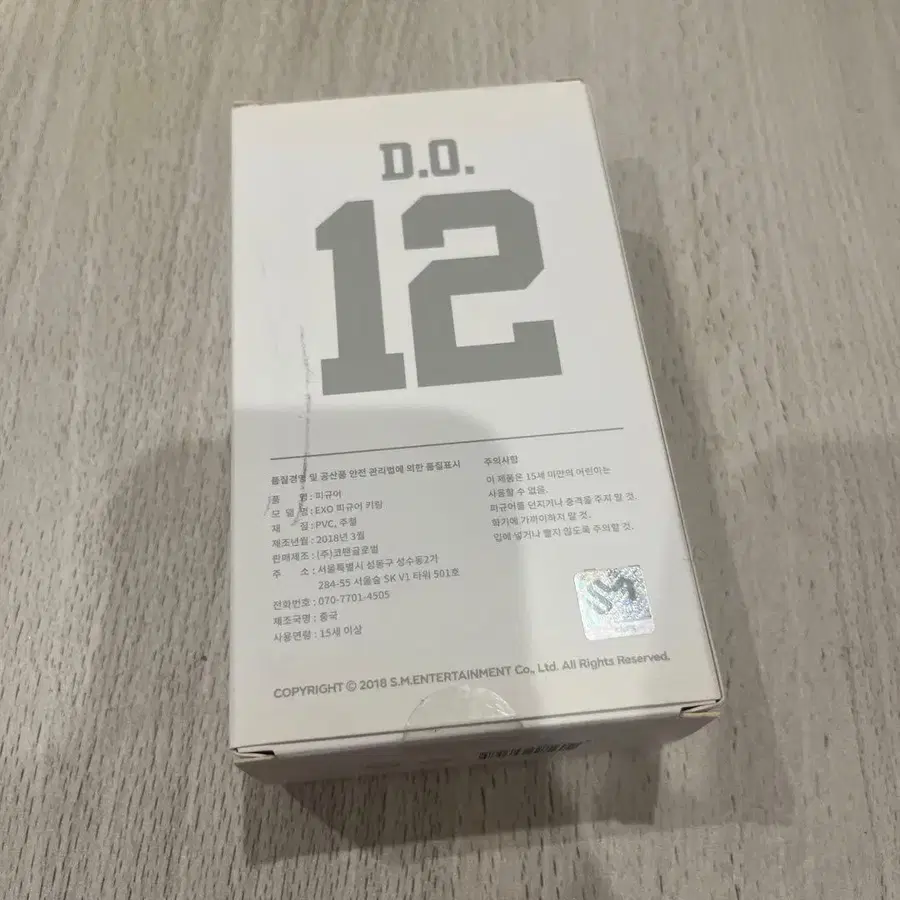 D.O.
12
품질경영 및 공산품 안전 관리법에 의한 품질표시
품 명 : 피규어
모 델 명 : EXO 피규어 키링
재 질 : PVC, 주철
제조년월 : 2018년 3월
판매제조 : (주)코팬글로벌
주 소 : 서울특별시 성동구 성수동2가
284-55 서울숲 SK V1 타워 501호
전화번호 : 070-7701-4505
제조국명 : 중국
사용연령 : 15세 이상
주의사항
이 제품은 15세 미만의 어린이는
사용할 수 없음.
피규어를 던지거나 충격을 주지 말 것.
화기에 가까이하지 말 것.
입에 넣거나 빨지 않도록 주의할 것.
SM
COPYRIGHT © 2018 S.M.ENTERTAINMENT Co., Ltd. All Rights Reserved.